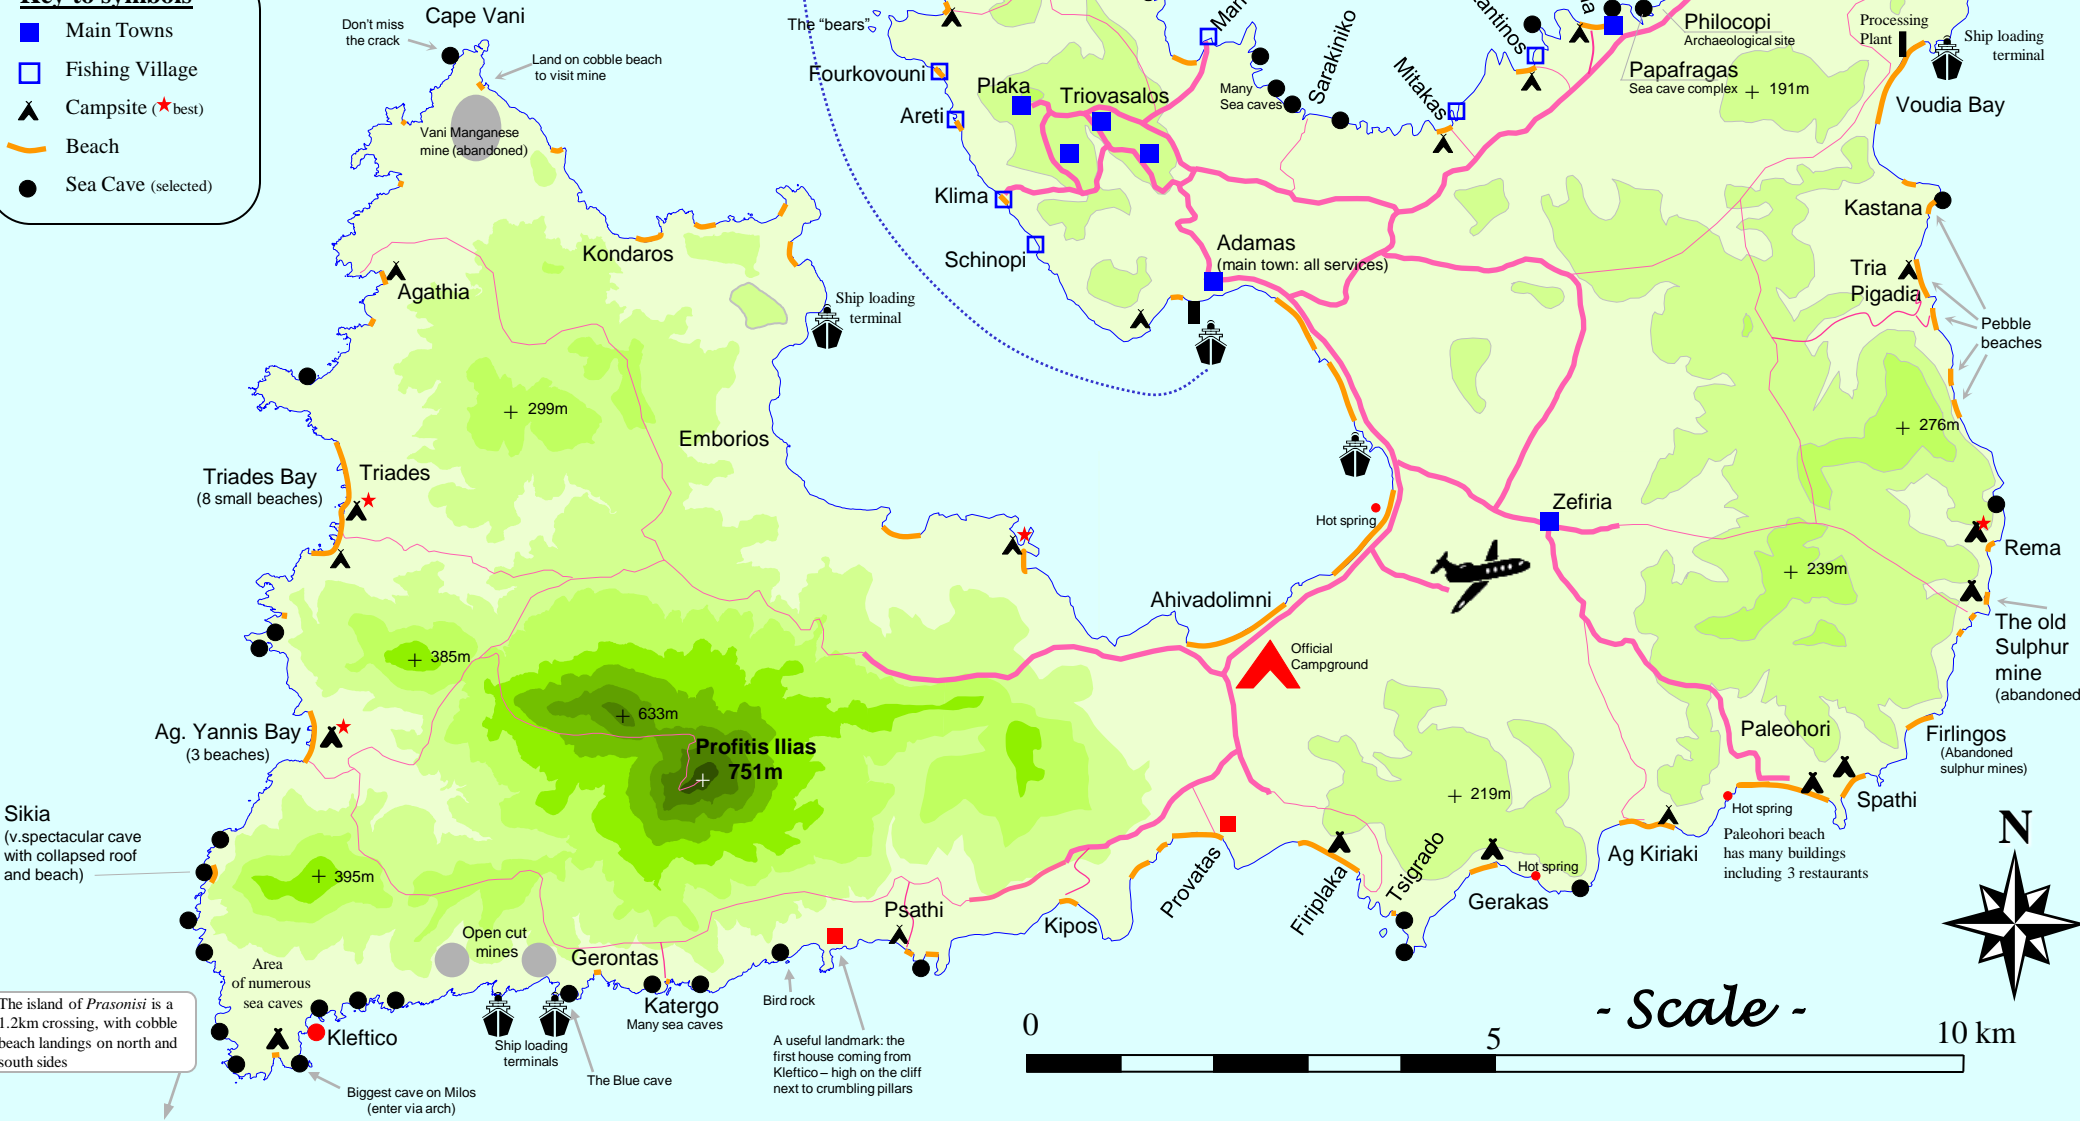 Key to symbols
Main Towns
Fishing Village
Campsite (★best)
Beach
Sea Cave (selected)
Cape Vani
Don't miss
the crack
Land on cobble beach
to visit mine
Vani Manganese
mine (abandoned)
The "bears"
Fourkovouni
Areti
Klima
Schinopi
Plaka
Triovasalos
Many
Sea caves
Sarakiniko
Mitakas
Philocopi
Archaeological site
Papafragas
Sea cave complex
191m
Processing
Plant
Ship loading
terminal
Voudia Bay
Kastana
Tria
Pigadia
Pebble
beaches
Adamas
(main town: all services)
Kondaros
Agathia
Ship loading
terminal
299m
Emborios
Triades Bay
(8 small beaches)
Triades
276m
Zefiria
Hot spring
Rema
239m
Ahivadolimni
Official
Campground
The old
Sulphur
mine
(abandoned
385m
633m
Profitis Ilias
751m
Ag. Yannis Bay
(3 beaches)
Paleohori
Firlingos
(Abandoned
sulphur mines)
219m
Hot spring
Spathi
Sikia
(v.spectacular cave
with collapsed roof
and beach)
395m
Paleohori beach
has many buildings
including 3 restaurants
Ag Kiriaki
Hot spring
Gerakas
Tsigrado
Firiplaka
Provatas
Kipos
Psathi
Open cut
mines
Gerontas
Area
of numerous
sea caves
Katergo
Many sea caves
Bird rock
Kleftico
Ship loading
terminals
The Blue cave
Biggest cave on Milos
(enter via arch)
A useful landmark: the
first house coming from
Kleftico – high on the cliff
next to crumbling pillars
The island of Prasonisi is a
1.2km crossing, with cobble
beach landings on north and
south sides
N
- Scale -
0
5
10 km